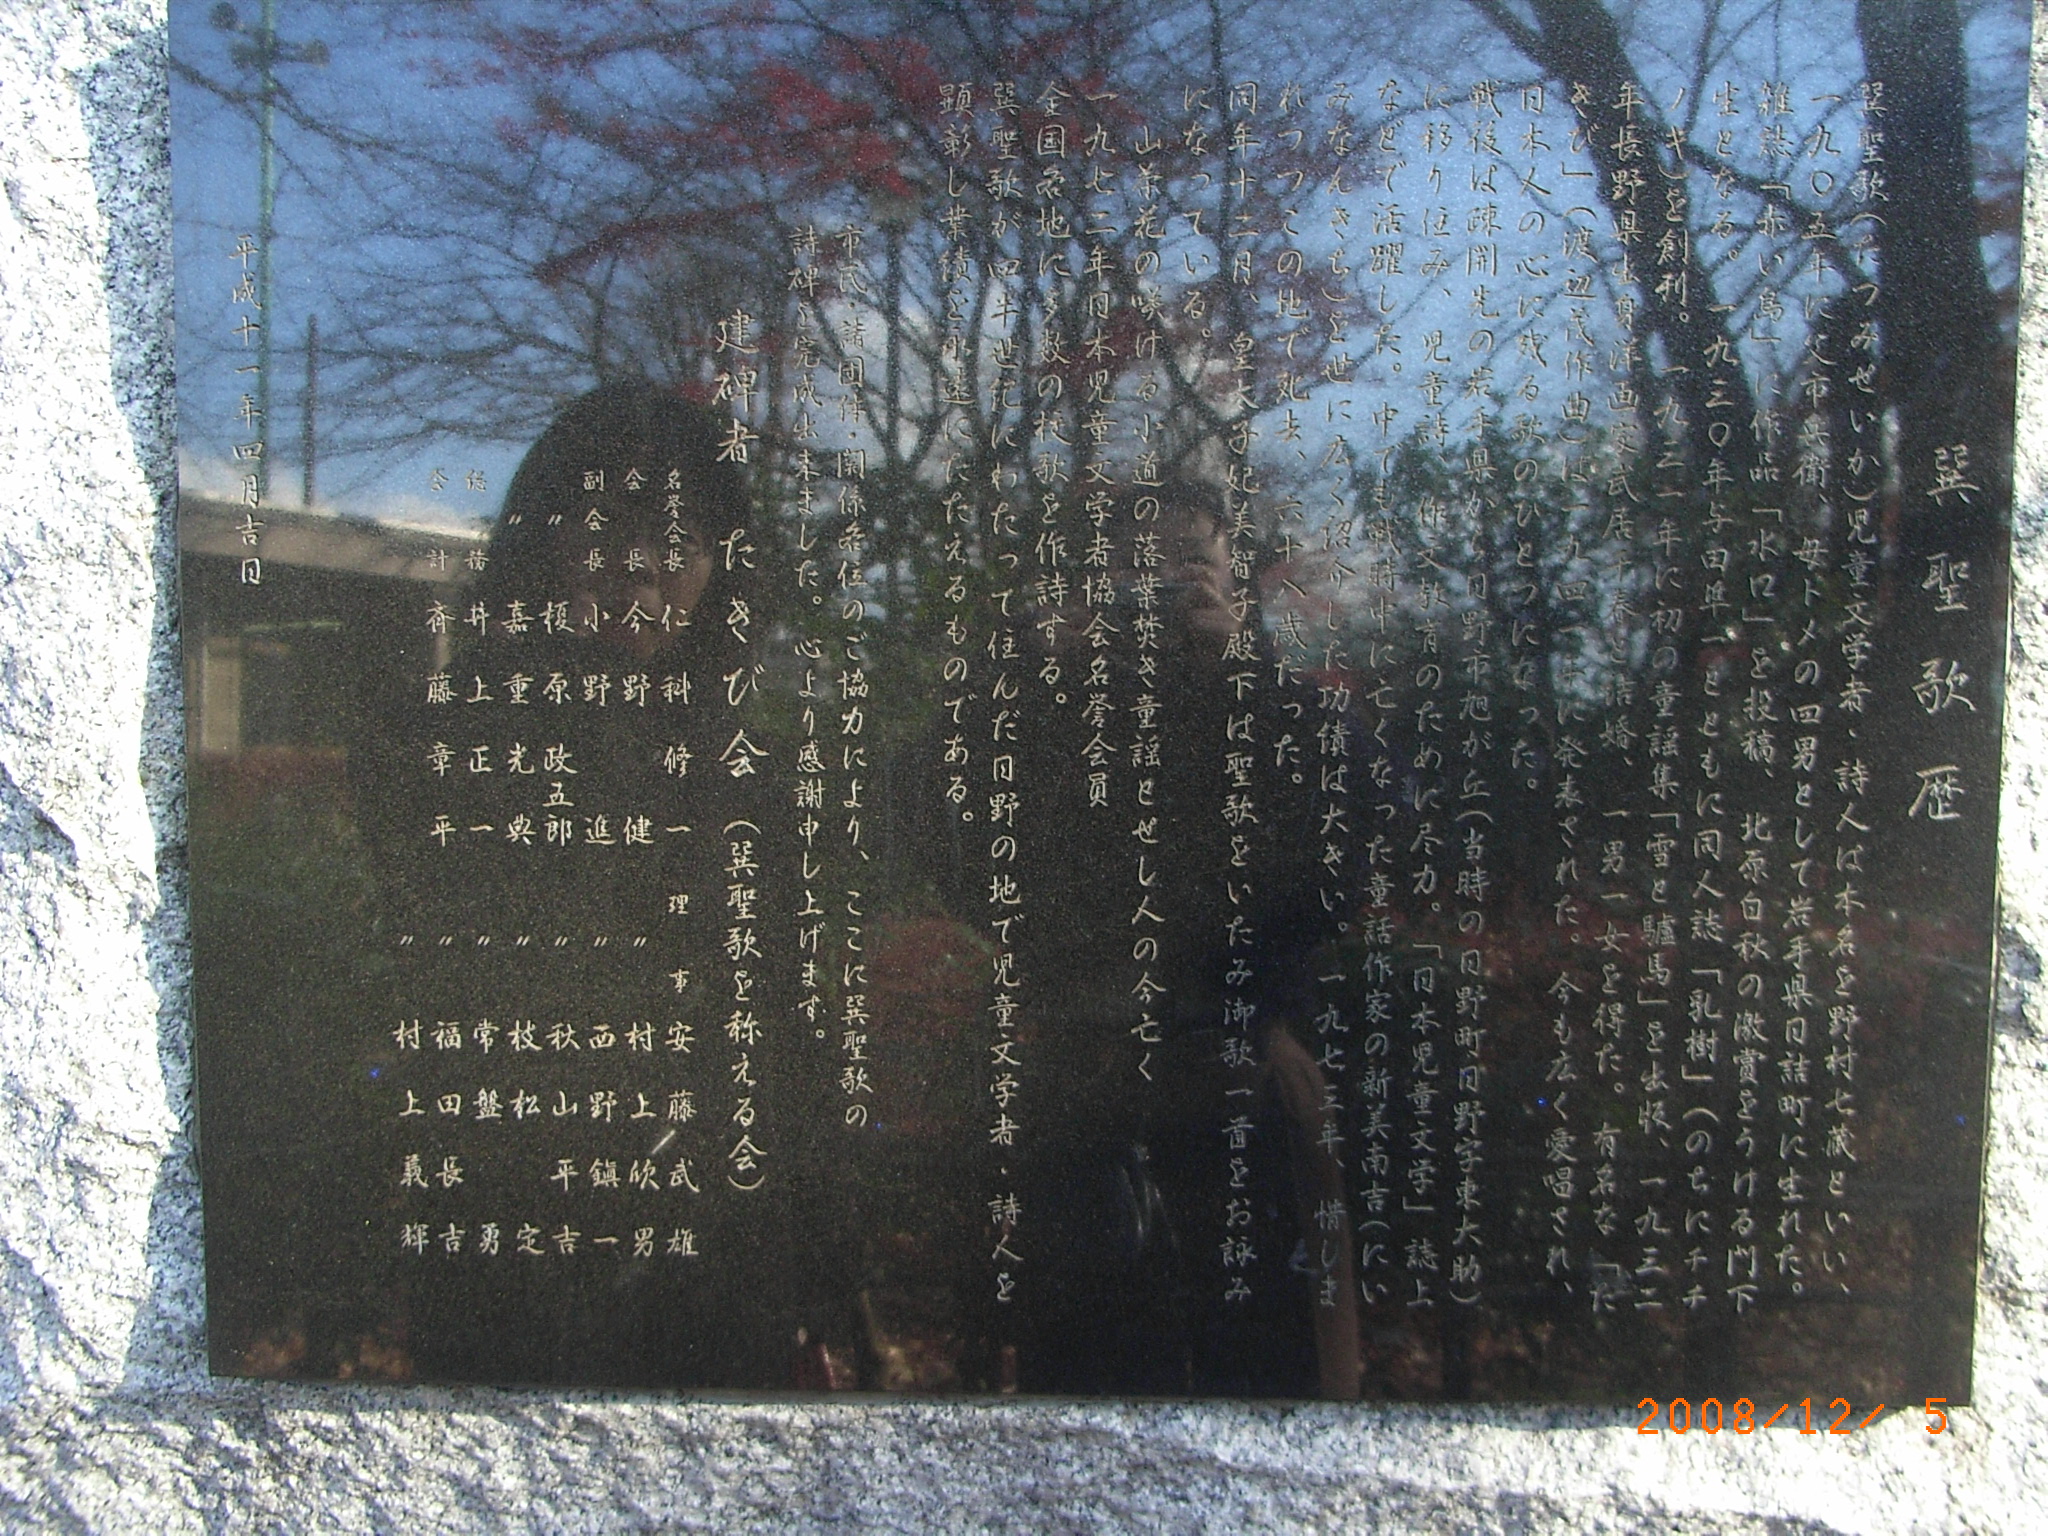 巽聖歌歴
巽聖歌(たつみせいか)児童文学者・詩人は本名を野村七蔵といい、
一九〇五年に父市兵衛、母トメの四男として岩手県日詰町に生れた。
雑誌「赤い鳥」に作品「水口」を投稿、北原白秋の激賞をうける門下
生となる。一九三〇年与田凖一とともに同人誌「乳樹」(のちにチチ
ノキ)を創刊。一九三一年に初の童謡集「雪と驢馬」を出版、一九三二
年長野県出身洋画家武居千春と結婚、一男一女を得た。有名な「た
きび」(渡辺茂作曲)は一九四一年に発表された。今も広く愛唱され、
日本人の心に残る歌のひとつになった。
戦後は疎開先の岩手県から日野市旭が丘(当時の日野町、日野字東大助)
に移り住み、児童詩、作文教育のために尽力。「日本児童文学」誌上
などで活躍した。中でも戦時中に亡くなった童話作家の新美南吉(にい
みなんきち)を世に広く紹介した功績は大きい。一九七三年、惜しま
れつつこの地で死去、六十八歳だった。
同年十二月、皇太子妃美智子殿下は聖歌をいたみ御歌一首をお詠み
になっている。
山茶花の咲ける小道の落葉焚き童謡とせし人の今亡く
一九七二年日本児童文学者協会名誉会員
全国各地に多数の校歌を作詩する。
巽聖歌が四半世紀にわたって住んだ日野の地で児童文学者・詩人を
顕彰し業績を永遠にたたえるものである。
市民・諸団体・関係各位のご協力により、ここに巽聖歌の
詩碑を完成出来ました。心より感謝申し上げます。
建碑者 たきび会(巽聖歌を称える会)
名誉会長 仁科修一 理事 安藤武雄
会長 今野健 〃 村上欣男
副会長 小野進 〃 西野鎮一
〃 榎原政五郎 〃 秋山平吉
〃 嘉重光典 〃 枝松定
総務 井上正一 〃 常盤勇
会計 斉藤章平 〃 福田長吉
〃 村上義輝
平成十一年四月吉日
2008/12/ 5